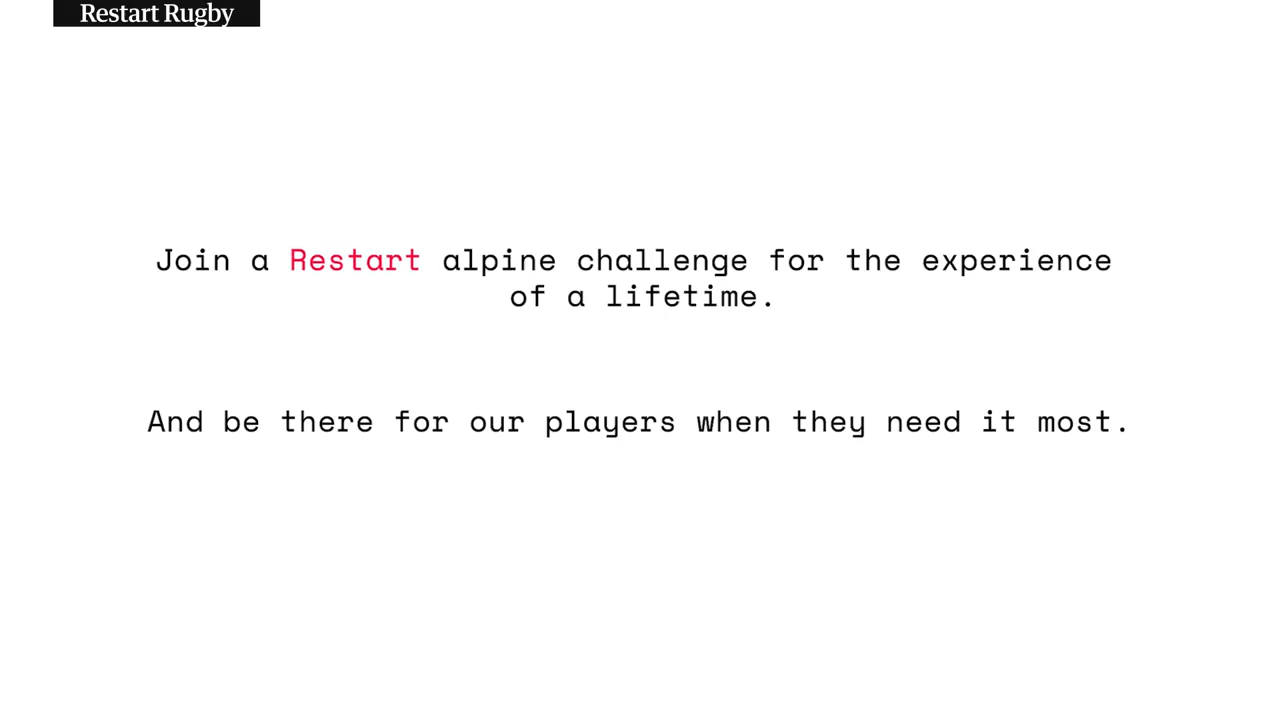 Restart Rugby
Join a Restart alpine challenge for the experience
of a lifetime.
And be there for our players when they need it most.